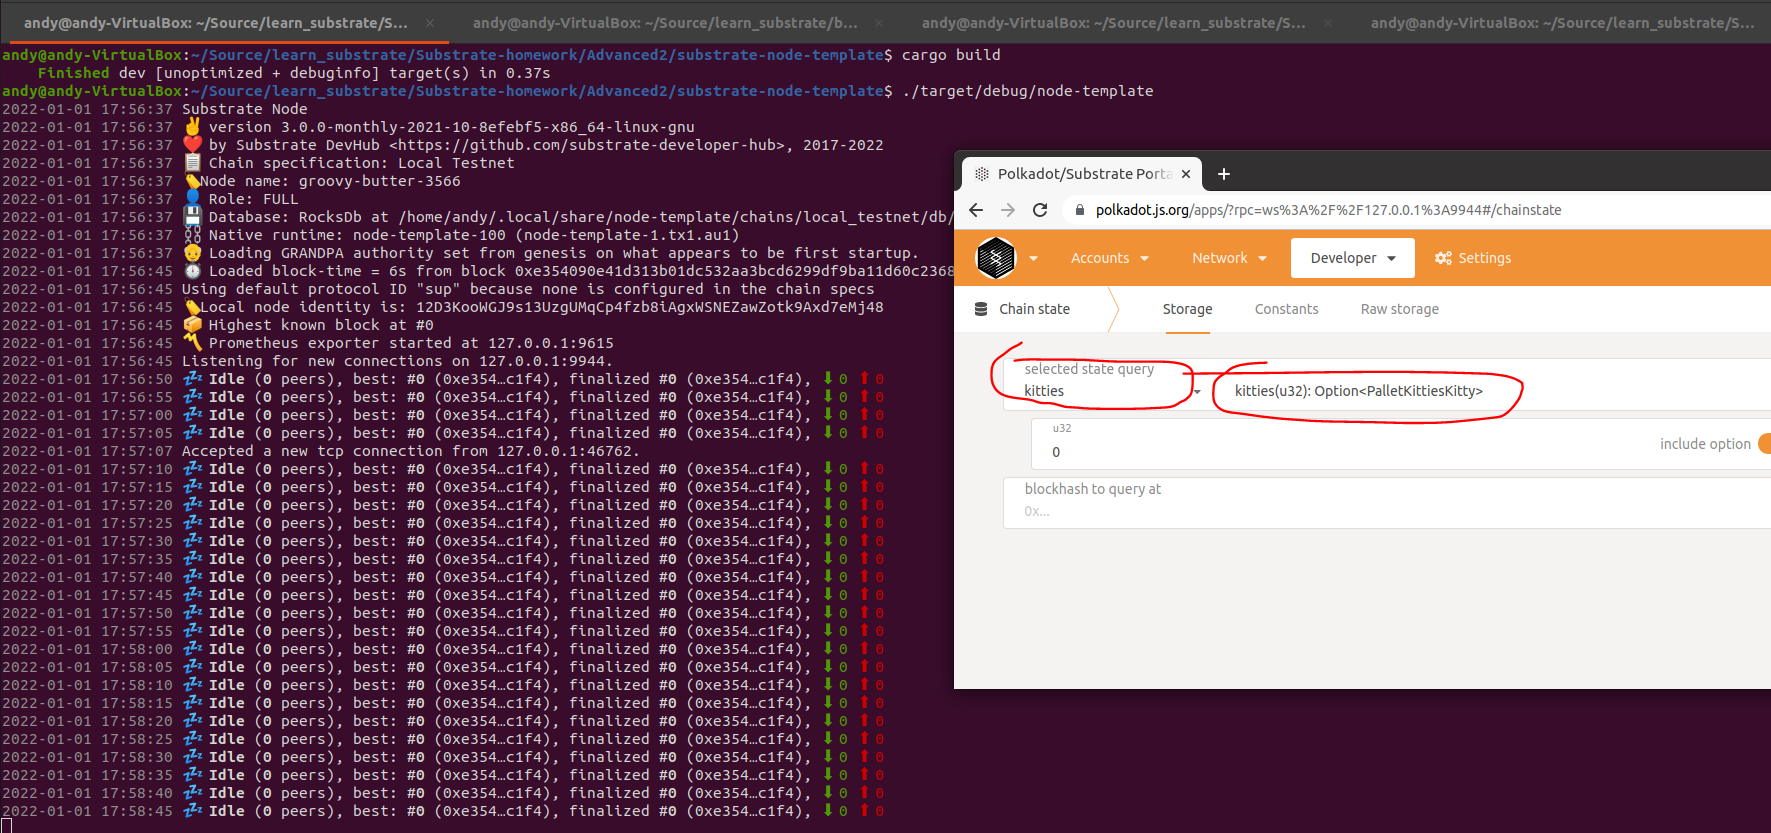 andy@andy-VirtualBox: ~/Source/learn_substrate/S... × andy@andy-VirtualBox: ~/Source/learn_substrate/b... × andy@andy-VirtualBox: ~/Source/learn_substrate/S... × andy@andy-VirtualBox: ~/Source/learn_substrate/S...
andy@andy-VirtualBox:~/Source/learn_substrate/Substrate-homework/Advanced2/substrate-node-template$ cargo build
Finished dev [unoptimized + debuginfo] target(s) in 0.37s
andy@andy-VirtualBox:~/Source/learn_substrate/Substrate-homework/Advanced2/substrate-node-template$ ./target/debug/node-template
2022-01-01 17:56:37 Substrate Node
2022-01-01 17:56:37 ✌️ version 3.0.0-monthly-2021-10-8efebf5-x86_64-linux-gnu
2022-01-01 17:56:37 ❤️ by Substrate DevHub <https://github.com/substrate-developer-hub>, 2017-2022
2022-01-01 17:56:37 📋 Chain specification: Local Testnet
2022-01-01 17:56:37 🏷Node name: groovy-butter-3566
2022-01-01 17:56:37 👤 Role: FULL
2022-01-01 17:56:37 💾 Database: RocksDb at /home/andy/.local/share/node-template/chains/local_testnet/db/
2022-01-01 17:56:37 ⛓ Native runtime: node-template-100 (node-template-1.tx1.au1)
2022-01-01 17:56:37 👴 Loading GRANDPA authority set from genesis on what appears to be first startup.
2022-01-01 17:56:45 ⏱ Loaded block-time = 6s from block 0xe354090e41d313b01dc532aa3bcd6299df9ba11d60c2368
2022-01-01 17:56:45 Using default protocol ID "sup" because none is configured in the chain specs
2022-01-01 17:56:45 🏷Local node identity is: 12D3KooWGJ9s13UzgUMqCp4fzb8iAgxWSNEZawZotk9Axd7eMj48
2022-01-01 17:56:45 📦 Highest known block at #0
2022-01-01 17:56:45 〽️ Prometheus exporter started at 127.0.0.1:9615
2022-01-01 17:56:45 Listening for new connections on 127.0.0.1:9944.
2022-01-01 17:56:50 💤 Idle (0 peers), best: #0 (0xe354…c1f4), finalized #0 (0xe354…c1f4), ⬇ 0 ⬆ 0
2022-01-01 17:56:55 💤 Idle (0 peers), best: #0 (0xe354…c1f4), finalized #0 (0xe354…c1f4), ⬇ 0 ⬆ 0
2022-01-01 17:57:00 💤 Idle (0 peers), best: #0 (0xe354…c1f4), finalized #0 (0xe354…c1f4), ⬇ 0 ⬆ 0
2022-01-01 17:57:05 💤 Idle (0 peers), best: #0 (0xe354…c1f4), finalized #0 (0xe354…c1f4), ⬇ 0 ⬆ 0
2022-01-01 17:57:07 Accepted a new tcp connection from 127.0.0.1:46762.
2022-01-01 17:57:10 💤 Idle (0 peers), best: #0 (0xe354…c1f4), finalized #0 (0xe354…c1f4), ⬇ 0 ⬆ 0
2022-01-01 17:57:15 💤 Idle (0 peers), best: #0 (0xe354…c1f4), finalized #0 (0xe354…c1f4), ⬇ 0 ⬆ 0
2022-01-01 17:57:20 💤 Idle (0 peers), best: #0 (0xe354…c1f4), finalized #0 (0xe354…c1f4), ⬇ 0 ⬆ 0
2022-01-01 17:57:25 💤 Idle (0 peers), best: #0 (0xe354…c1f4), finalized #0 (0xe354…c1f4), ⬇ 0 ⬆ 0
2022-01-01 17:57:30 💤 Idle (0 peers), best: #0 (0xe354…c1f4), finalized #0 (0xe354…c1f4), ⬇ 0 ⬆ 0
2022-01-01 17:57:35 💤 Idle (0 peers), best: #0 (0xe354…c1f4), finalized #0 (0xe354…c1f4), ⬇ 0 ⬆ 0
2022-01-01 17:57:40 💤 Idle (0 peers), best: #0 (0xe354…c1f4), finalized #0 (0xe354…c1f4), ⬇ 0 ⬆ 0
2022-01-01 17:57:45 💤 Idle (0 peers), best: #0 (0xe354…c1f4), finalized #0 (0xe354…c1f4), ⬇ 0 ⬆ 0
2022-01-01 17:57:50 💤 Idle (0 peers), best: #0 (0xe354…c1f4), finalized #0 (0xe354…c1f4), ⬇ 0 ⬆ 0
2022-01-01 17:57:55 💤 Idle (0 peers), best: #0 (0xe354…c1f4), finalized #0 (0xe354…c1f4), ⬇ 0 ⬆ 0
2022-01-01 17:58:00 💤 Idle (0 peers), best: #0 (0xe354…c1f4), finalized #0 (0xe354…c1f4), ⬇ 0 ⬆ 0
2022-01-01 17:58:05 💤 Idle (0 peers), best: #0 (0xe354…c1f4), finalized #0 (0xe354…c1f4), ⬇ 0 ⬆ 0
2022-01-01 17:58:10 💤 Idle (0 peers), best: #0 (0xe354…c1f4), finalized #0 (0xe354…c1f4), ⬇ 0 ⬆ 0
2022-01-01 17:58:15 💤 Idle (0 peers), best: #0 (0xe354…c1f4), finalized #0 (0xe354…c1f4), ⬇ 0 ⬆ 0
2022-01-01 17:58:20 💤 Idle (0 peers), best: #0 (0xe354…c1f4), finalized #0 (0xe354…c1f4), ⬇ 0 ⬆ 0
2022-01-01 17:58:25 💤 Idle (0 peers), best: #0 (0xe354…c1f4), finalized #0 (0xe354…c1f4), ⬇ 0 ⬆ 0
2022-01-01 17:58:30 💤 Idle (0 peers), best: #0 (0xe354…c1f4), finalized #0 (0xe354…c1f4), ⬇ 0 ⬆ 0
2022-01-01 17:58:35 💤 Idle (0 peers), best: #0 (0xe354…c1f4), finalized #0 (0xe354…c1f4), ⬇ 0 ⬆ 0
2022-01-01 17:58:40 💤 Idle (0 peers), best: #0 (0xe354…c1f4), finalized #0 (0xe354…c1f4), ⬇ 0 ⬆ 0
2022-01-01 17:58:45 💤 Idle (0 peers), best: #0 (0xe354…c1f4), finalized #0 (0xe354…c1f4), ⬇ 0 ⬆ 0
Polkadot/Substrate Porta
polkadot.js.org/apps/?rpc=ws%3A%2F%2F127.0.0.1%3A9944#/chainstate
Accounts Network Developer Settings
Chain state Storage Constants Raw storage
selected state query
kitties kitties(u32): Option<PalletKittiesKitty>
u32
0 include option
blockhash to query at
0x...